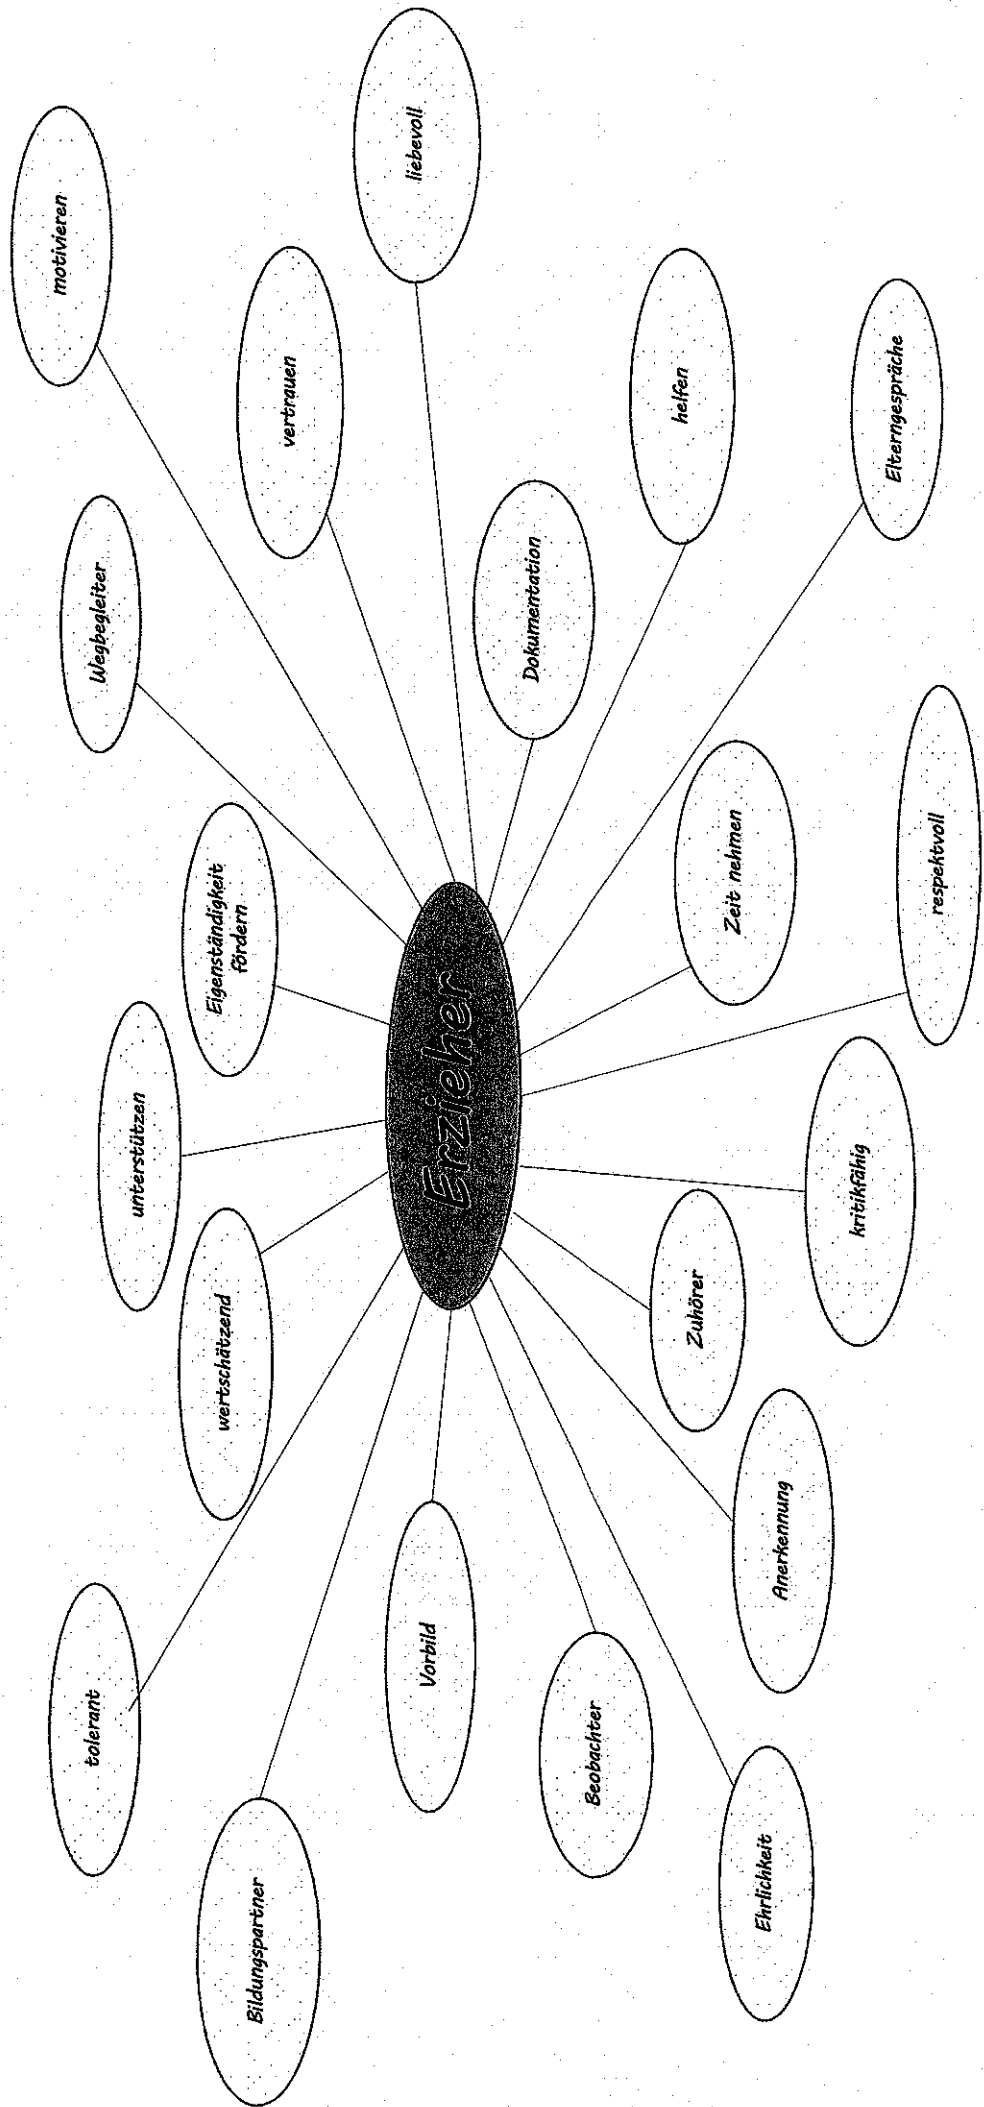 motivieren
liebevoll
vertrauen
Wegbegleiter
helfen
Elterngespräche
Dokumentation
Eigenständigkeit
fördern
Zeit nehmen
respektvoll
Erzieher
unterstützen
kritikfähig
wertschätzend
Zuhörer
Anerkennung
tolerant
Vorbild
Beobachter
Bildungspartner
Ehrlichkeit